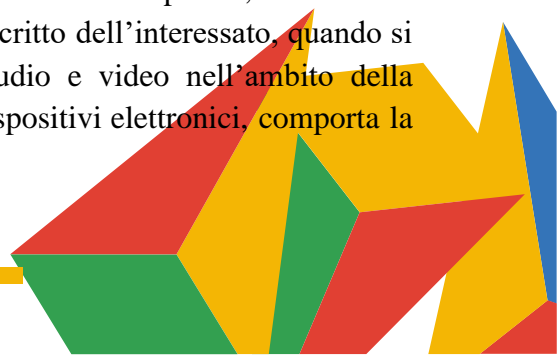 critto dell’interessato, quando si
udio e video nell’ambito della
spositivi elettronici, comporta la